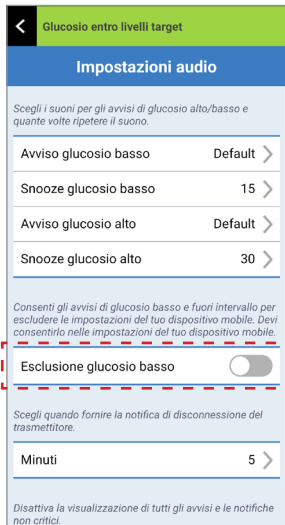 Glucosio entro livelli target
Impostazioni audio
Scegli i suoni per gli avvisi di glucosio alto/basso e
quante volte ripetere il suono.
Avviso glucosio basso Default
Snooze glucosio basso 15
Avviso glucosio alto Default
Snooze glucosio alto 30
Consenti gli avvisi di glucosio basso e fuori intervallo per
escludere le impostazioni del tuo dispositivo mobile. Devi
consentirlo nelle impostazioni del tuo dispositivo mobile.
Esclusione glucosio basso
Scegli quando fornire la notifica di disconnessione del
trasmettitore.
Minuti 5
Disattiva la visualizzazione di tutti gli avvisi e le notifiche
non critici.